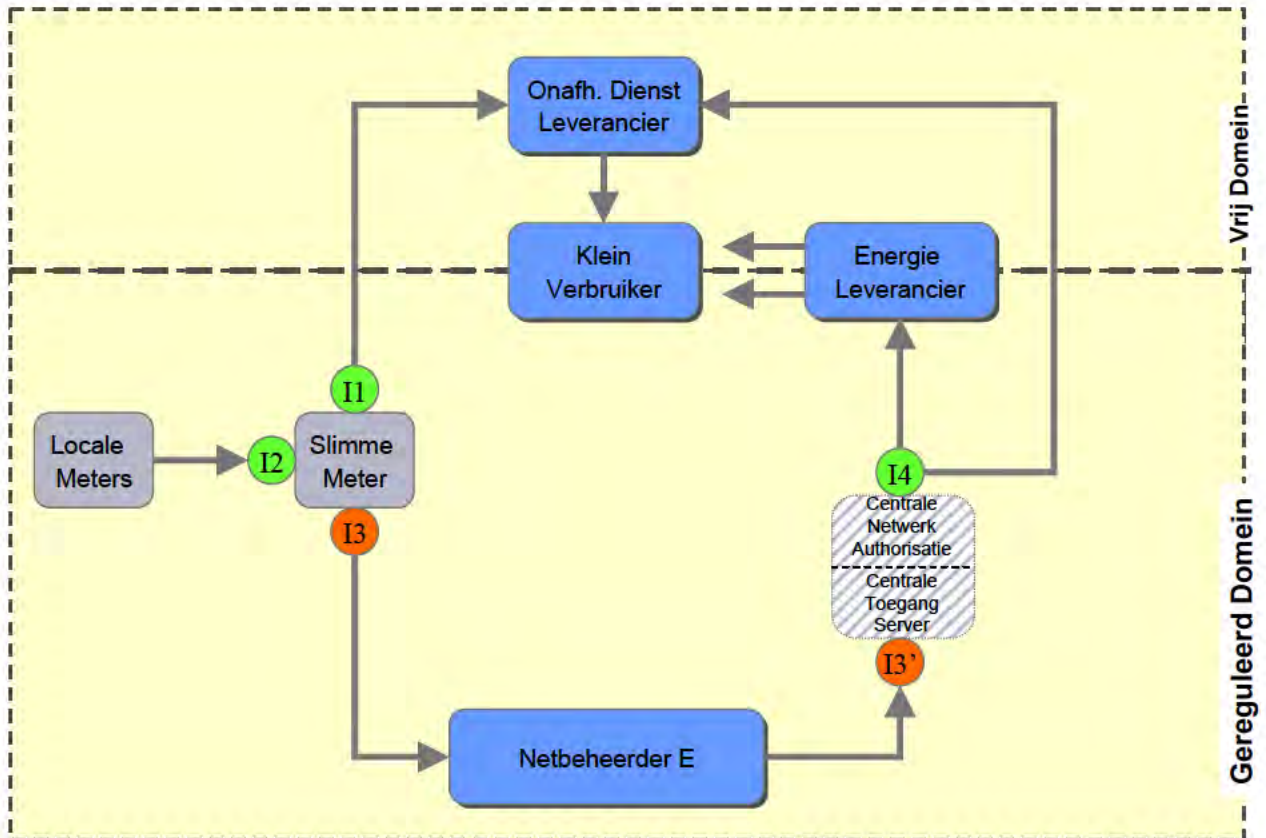 Onafh. Dienst
Leverancier
Vrij Domein
Klein
Verbruiker
Energie
Leverancier
I1
Locale
Meters
I2
Slimme
Meter
I3
I4
Centrale
Netwerk
Authorisatie
Centrale
Toegang
Server
I3’
Netbeheerder E
Gereguleerd Domein